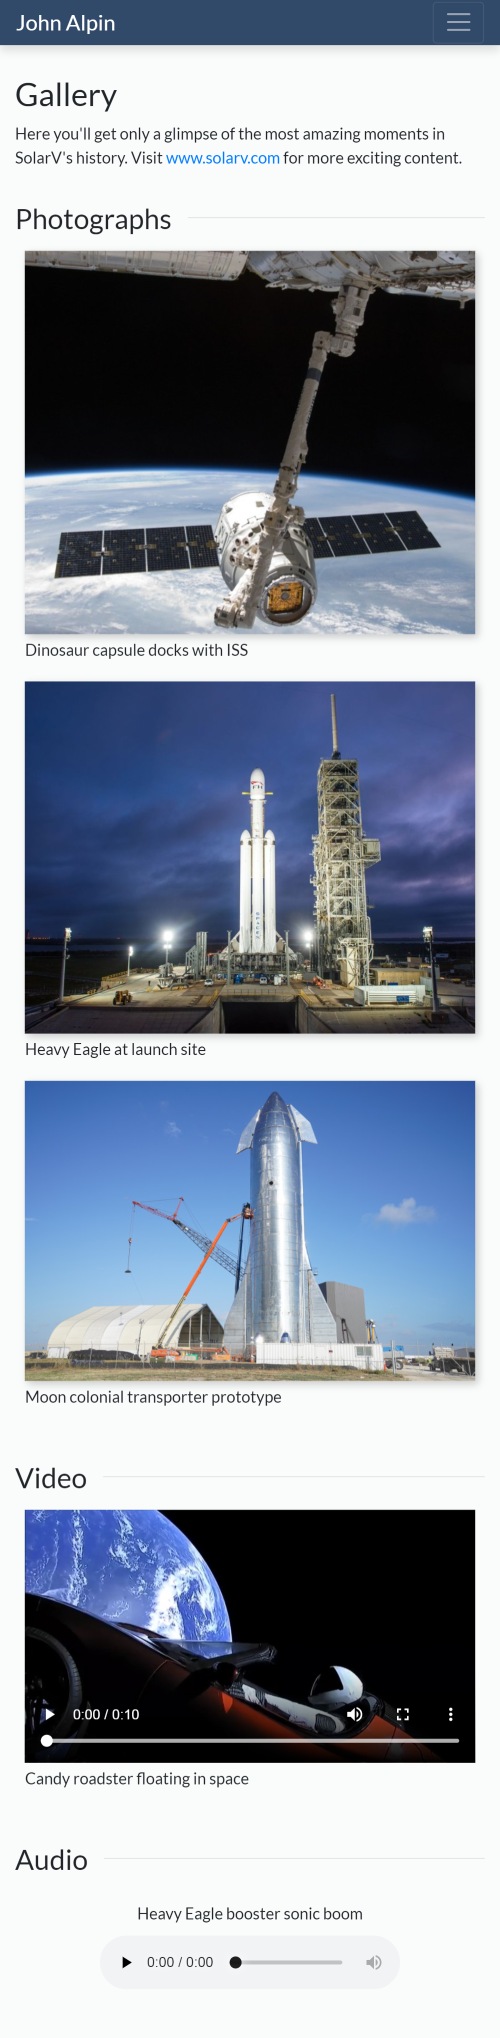 John Alpin
Gallery
Here you'll get only a glimpse of the most amazing moments in
SolarV's history. Visit www.solarv.com for more exciting content.
Photographs
Dinosaur capsule docks with ISS
Heavy Eagle at launch site
Moon colonial transporter prototype
Video
0:00 / 0:10
Candy roadster floating in space
Audio
Heavy Eagle booster sonic boom
0:00 / 0:00